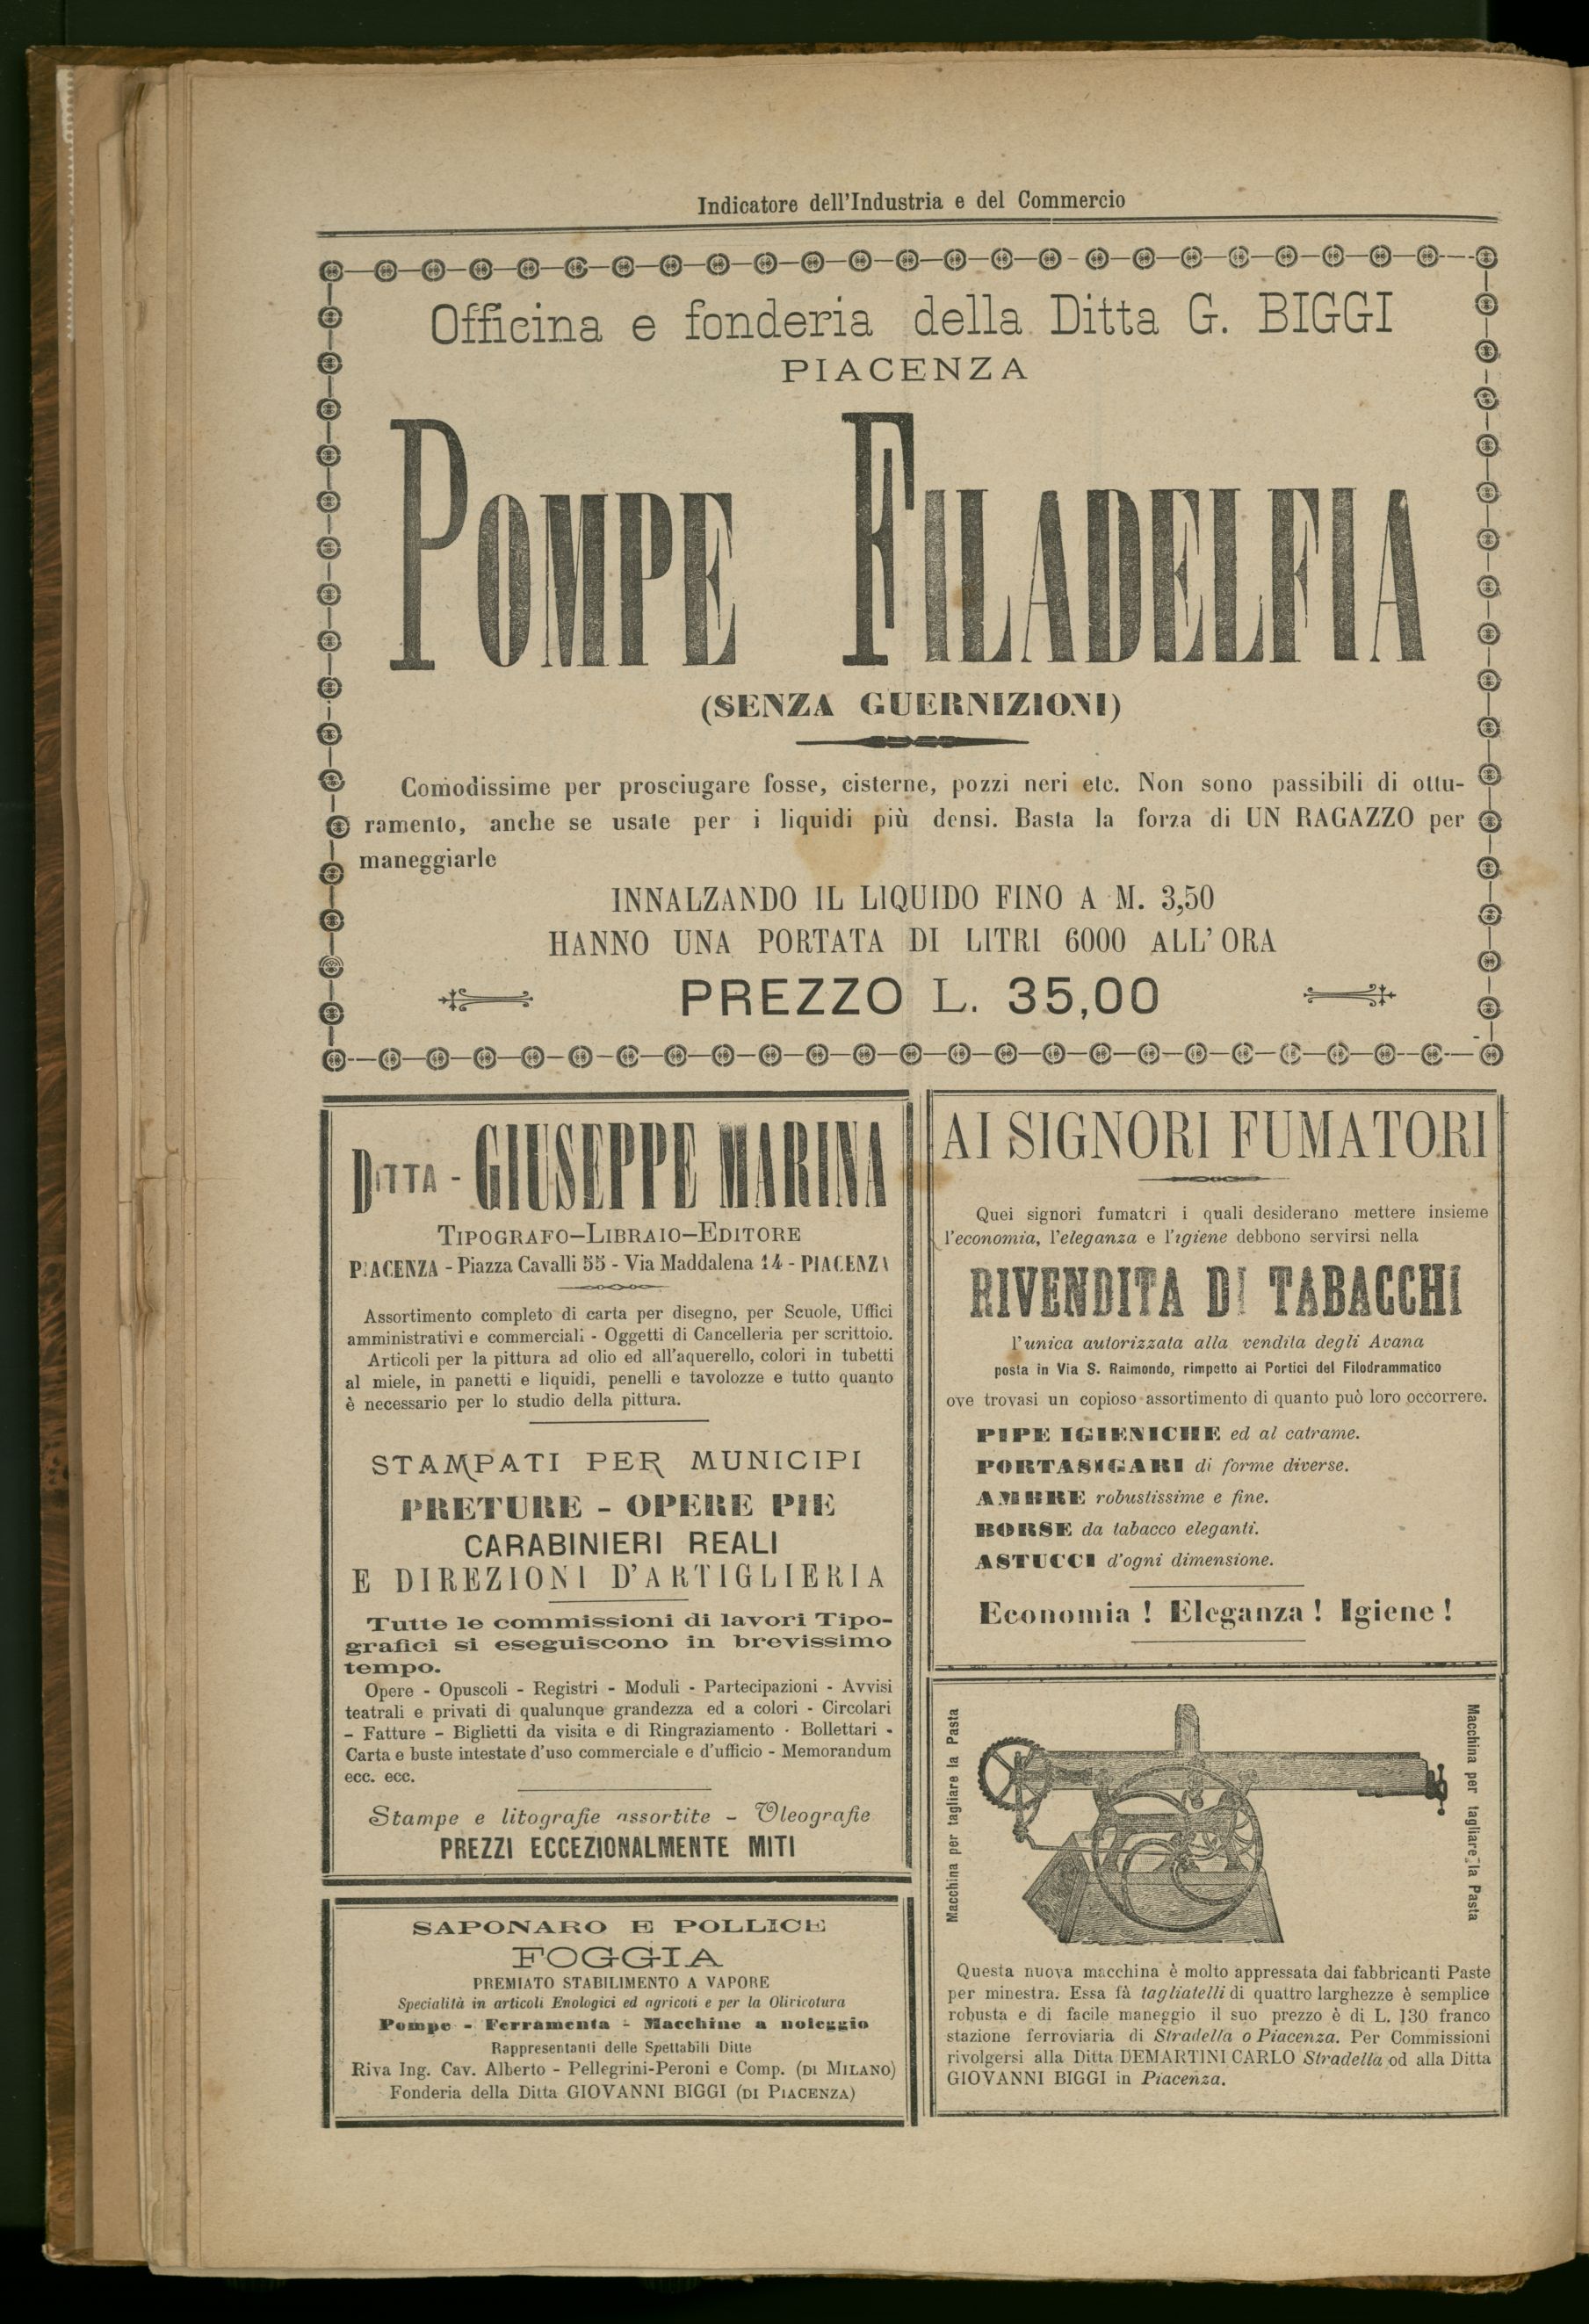 Indicatore dell'Industria e del Commercio
Officina e fonderia della Ditta G. BIGGI
PIACENZA
POMPE FILADELFIA
(SENZA GUERNIZIONI)
Comodissime per prosciugare fosse, cisterne, pozzi neri etc. Non sono passibili di ottu-
ramento, anche se usate per i liquidi più densi. Basta la forza di UN RAGAZZO per
maneggiarle
INNALZANDO IL LIQUIDO FINO A M. 3,50
HANNO UNA PORTATA DI LITRI 6000 ALL'ORA
PREZZO L. 35,00
DITTA - GIUSEPPE MARINA
TIPOGRAFO-LIBRAIO-EDITORE
PIACENZA - Piazza Cavalli 55 - Via Maddalena 14 - PIACENZA
Assortimento completo di carta per disegno, per Scuole, Uffici
amministrativi e commerciali - Oggetti di Cancelleria per scrittoio.
Articoli per la pittura ad olio ed all'aquerello, colori in tubetti
al miele, in panetti e liquidi, penelli e tavolozze e tutto quanto
è necessario per lo studio della pittura.
STAMPATI PER MUNICIPI
PRETURE - OPERE PIE
CARABINIERI REALI
E DIREZIONI D'ARTIGLIERIA
Tutte le commissioni di lavori Tipo-
grafici si eseguiscono in brevissimo
tempo.
Opere - Opuscoli - Registri - Moduli - Partecipazioni - Avvisi
teatrali e privati di qualunque grandezza ed a colori - Circolari
- Fatture - Biglietti da visita e di Ringraziamento - Bollettari -
Carta e buste intestate d'uso commerciale e d'ufficio - Memorandum
ecc. ecc.
Stampe e litografie assortite - Oleografie
PREZZI ECCEZIONALMENTE MITI
SAPONARO E POLLICE
FOGGIA
PREMIATO STABILIMENTO A VAPORE
Specialità in articoli Enologici ed agricoti e per la Olivicotura
Pompe - Ferramenta - Macchine a noleggio
Rappresentanti delle Spettabili Ditte
Riva Ing. Cav. Alberto - Pellegrini-Peroni e Comp. (DI MILANO)
Fonderia della Ditta GIOVANNI BIGGI (DI PIACENZA)
AI SIGNORI FUMATORI
Quei signori fumatori i quali desiderano mettere insieme
l'economia, l'eleganza e l'igiene debbono servirsi nella
RIVENDITA DI TABACCHI
l'unica autorizzata alla vendita degli Avana
posta in Via S. Raimondo, rimpetto ai Portici del Filodrammatico
ove trovasi un copioso assortimento di quanto può loro occorrere.
PIPE IGIENICHE ed al catrame.
PORTASIGARI di forme diverse.
AMBRE robustissime e fine.
BORSE da tabacco eleganti.
ASTUCCI d'ogni dimensione.
Economia ! Eleganza ! Igiene !
Macchina per tagliare la Pasta
Macchina per tagliare la Pasta
Questa nuova macchina è molto appressata dai fabbricanti Paste
per minestra. Essa fà tagliatelli di quattro larghezze è semplice
robusta e di facile maneggio il suo prezzo è di L. 130 franco
stazione ferroviaria di Stradella o Piacenza. Per Commissioni
rivolgersi alla Ditta DEMARTINI CARLO Stradella od alla Ditta
GIOVANNI BIGGI in Piacenza.